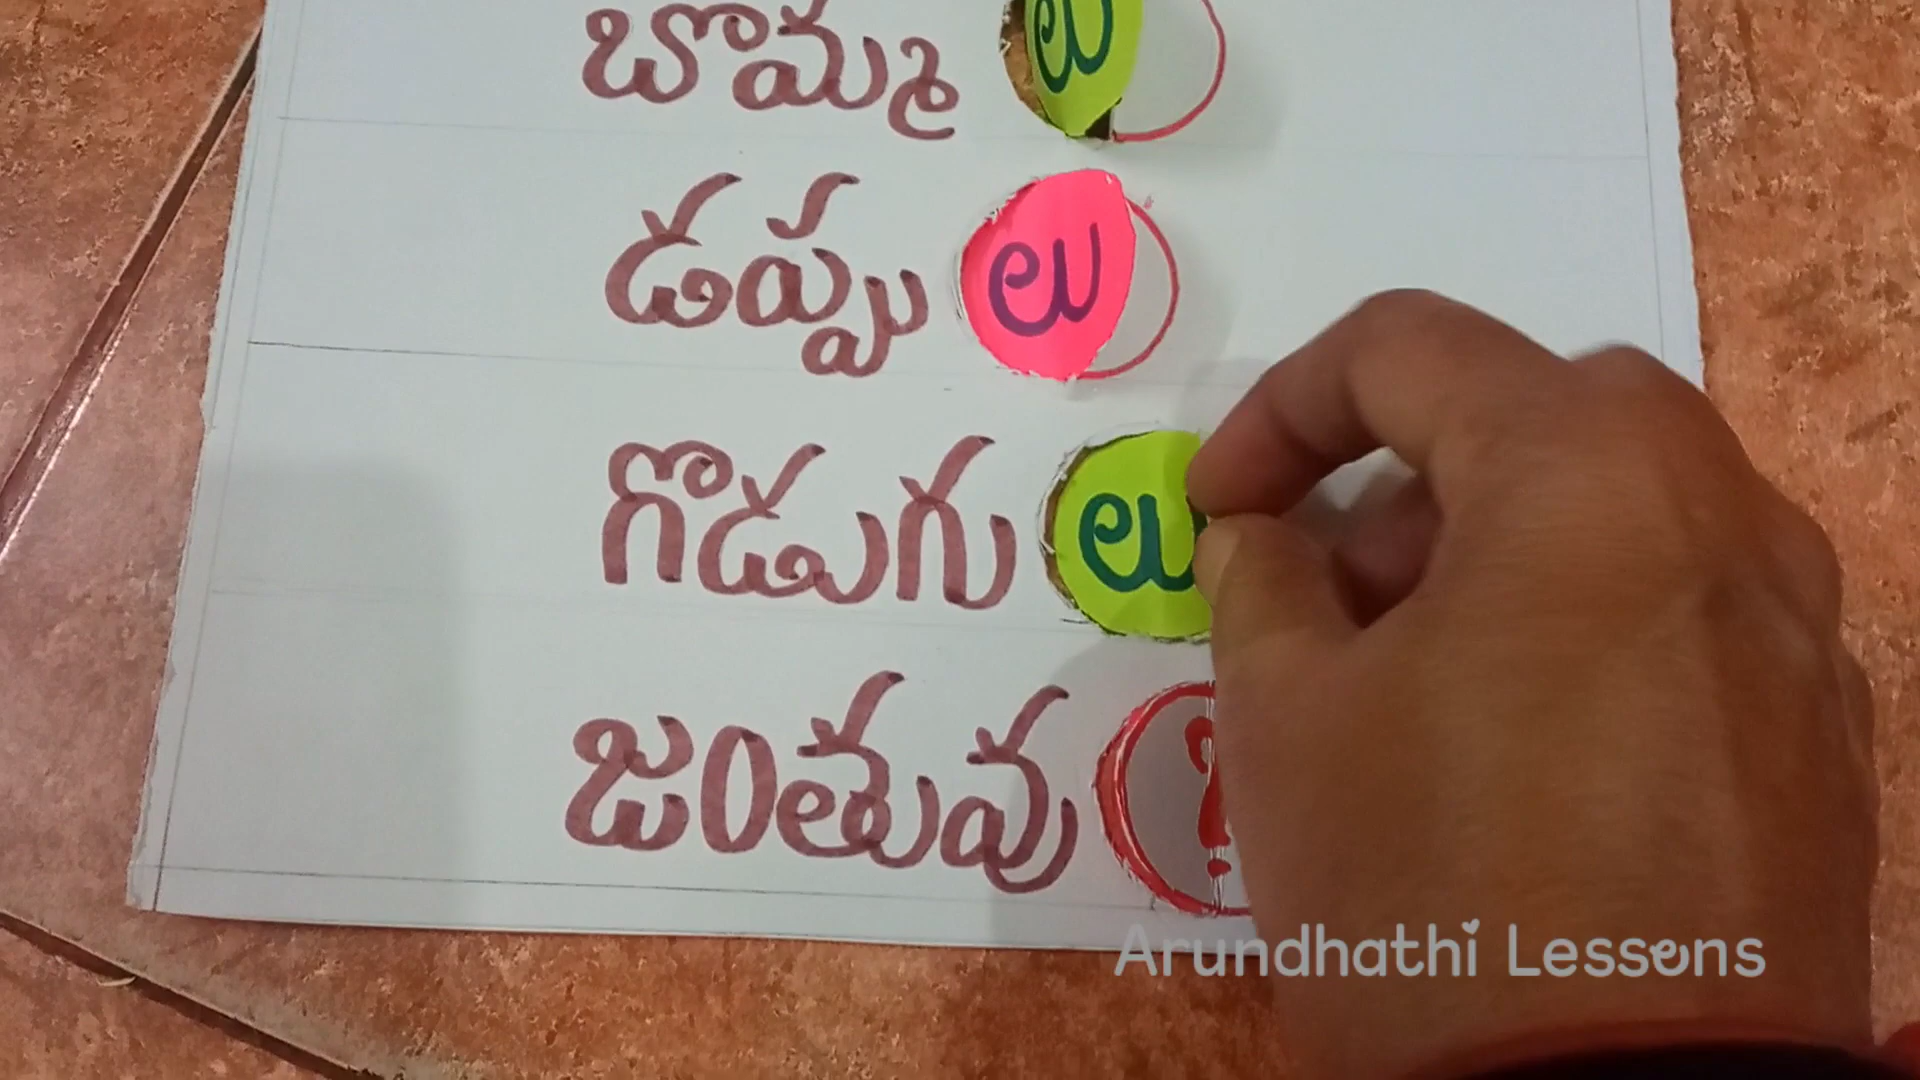 బొమ్మ లు
డప్పు లు
గొడుగు లు
జంతువు ?
Arundhathi Lessons